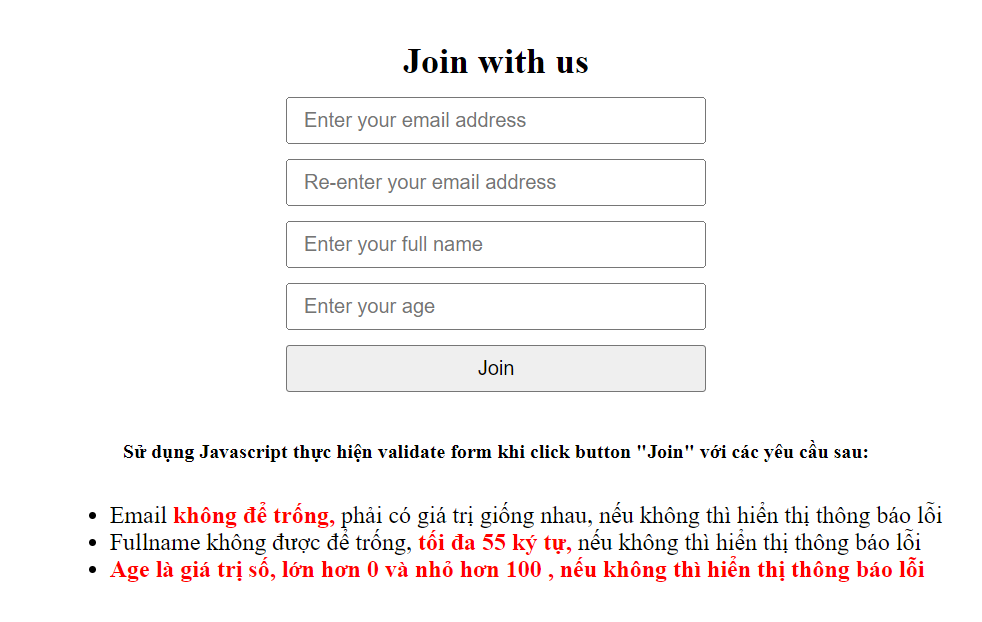 Join with us
Enter your email address
Re-enter your email address
Enter your full name
Enter your age
Join
Sử dụng Javascript thực hiện validate form khi click button "Join" với các yêu cầu sau:
Email không để trống, phải có giá trị giống nhau, nếu không thì hiển thị thông báo lỗi
Fullname không được để trống, tối đa 55 ký tự, nếu không thì hiển thị thông báo lỗi
Age là giá trị số, lớn hơn 0 và nhỏ hơn 100 , nếu không thì hiển thị thông báo lỗi